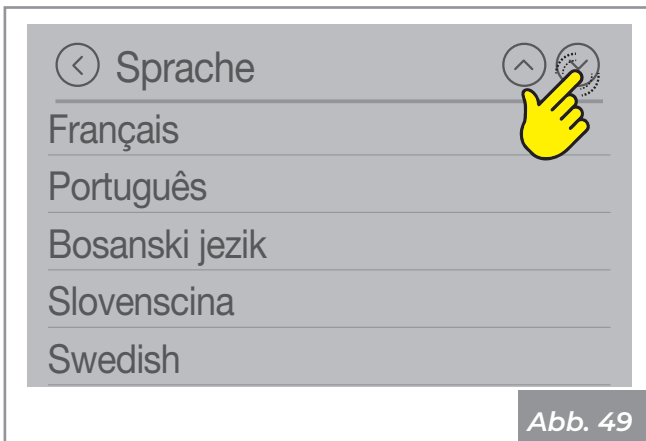 Sprache
Français
Português
Bosanski jezik
Slovenscina
Swedish
Abb. 49